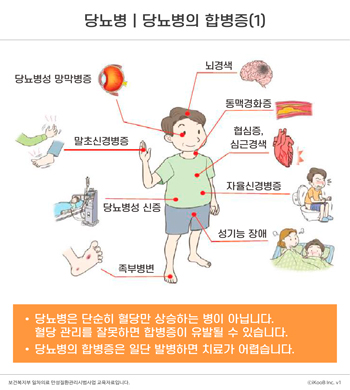 당뇨병 | 당뇨병의 합병증(1)
뇌경색
당뇨병성 망막병증
동맥경화증
협심증,
심근경색
말초신경병증
자율신경병증
당뇨병성 신증
성기능 장애
족부병변
• 당뇨병은 단순히 혈당만 상승하는 병이 아닙니다.
혈당 관리를 잘못하면 합병증이 유발될 수 있습니다.
• 당뇨병의 합병증은 일단 발병하면 치료가 어렵습니다.
보건복지부 일차의료 만성질환관리시범사업 교육자료입니다.
ⓒiKooB Inc. v1